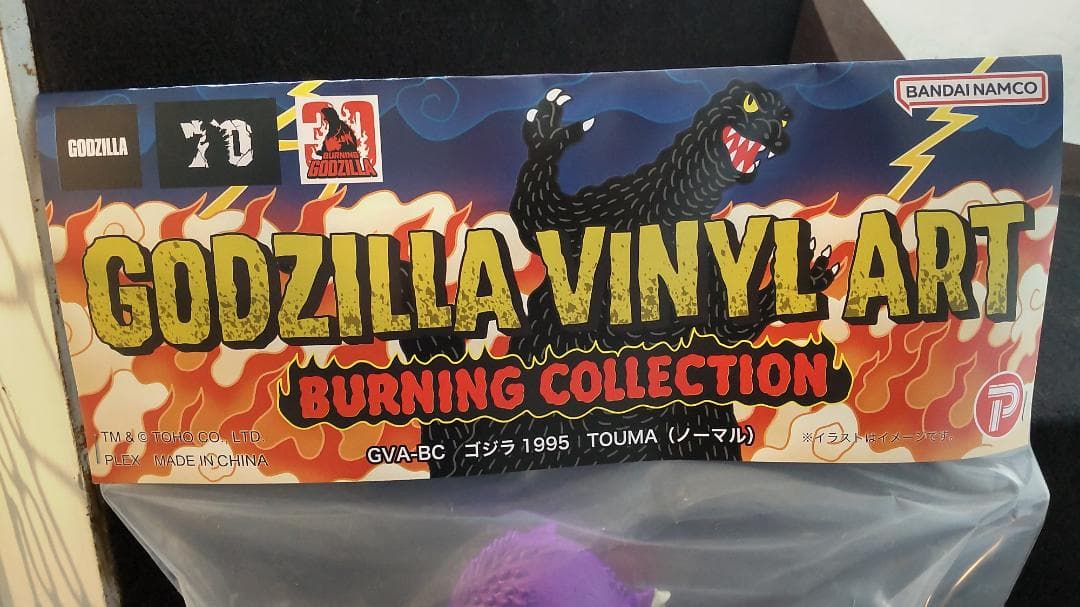 GODZILLA
70
BURNING
GODZILLA
BANDAI NAMCO
GODZILLA VINYL ART
BURNING COLLECTION
TM & © TOHO CO., LTD.
PLEX MADE IN CHINA
GVA-BC ゴジラ 1995 TOUMA（ノーマル）
※イラストはイメージです。
P